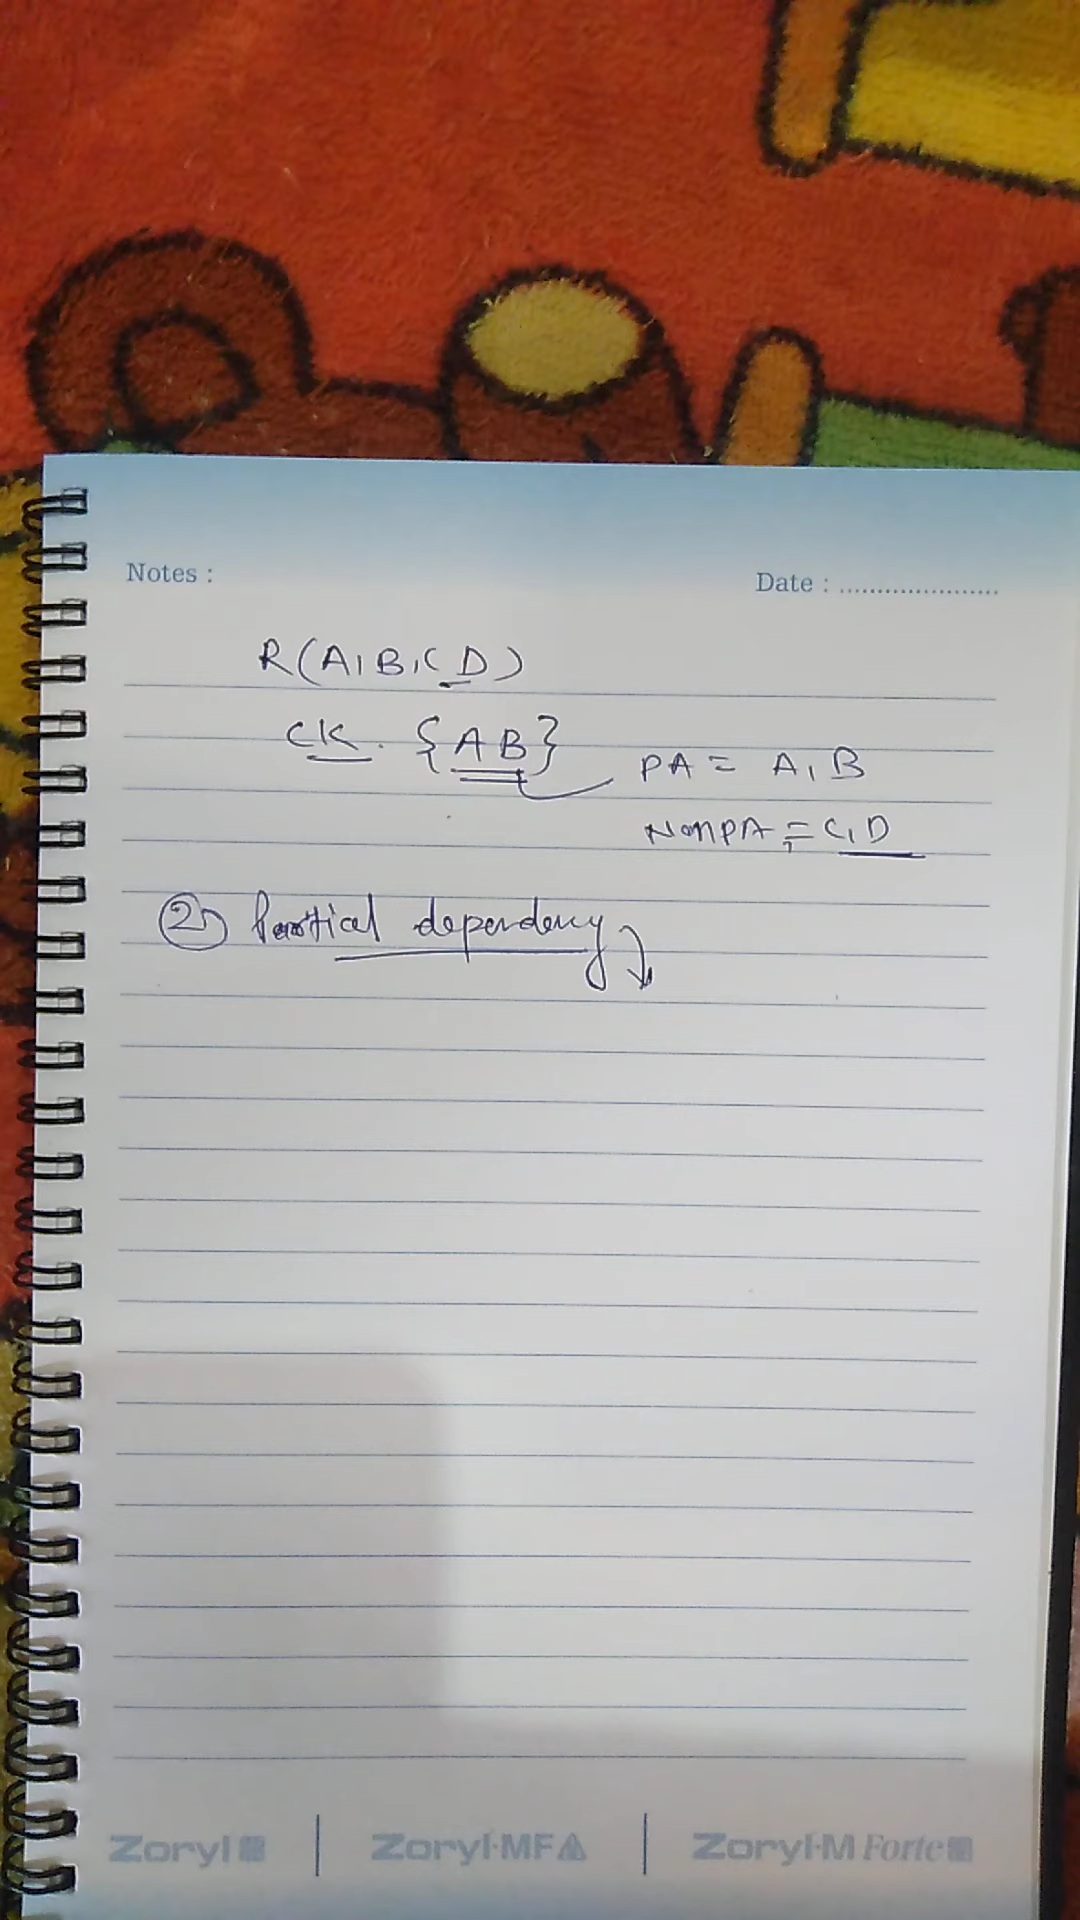 Notes :
Date : ......................
R(A,B,C D)
CK. {AB}
PA = A, B
NonPA = C, D
② Partial dependency
Zoryl
Zoryl-MF
Zoryl-M Forte